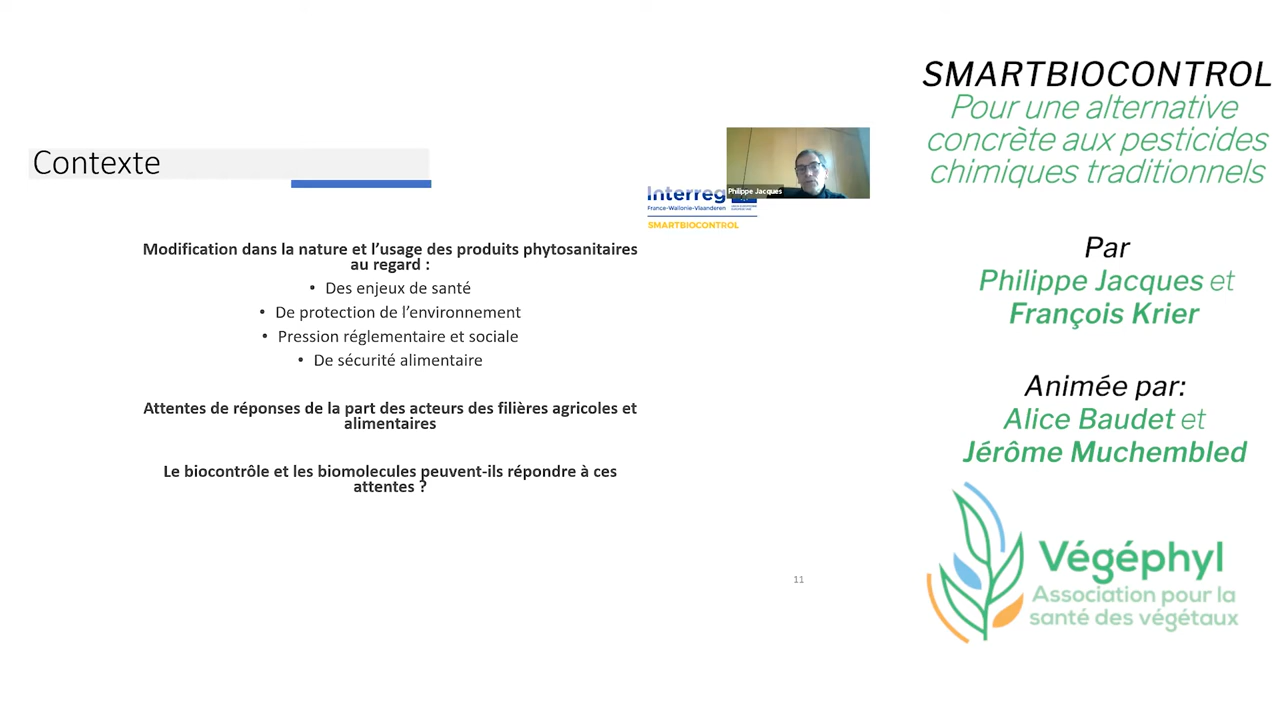 Contexte
Philippe Jacques
Interreg
France-Wallonie-Vlaanderen
SMARTBIOCONTROL
Modification dans la nature et l’usage des produits phytosanitaires
au regard :
• Des enjeux de santé
• De protection de l’environnement
• Pression réglementaire et sociale
• De sécurité alimentaire
Attentes de réponses de la part des acteurs des filières agricoles et
alimentaires
Le biocontrôle et les biomolecules peuvent-ils répondre à ces
attentes ?
11
SMARTBIOCONTROL
Pour une alternative
concrète aux pesticides
chimiques traditionnels
Par
Philippe Jacques et
François Krier
Animée par:
Alice Baudet et
Jérôme Muchembled
Végéphyl
Association pour la
santé des végétaux